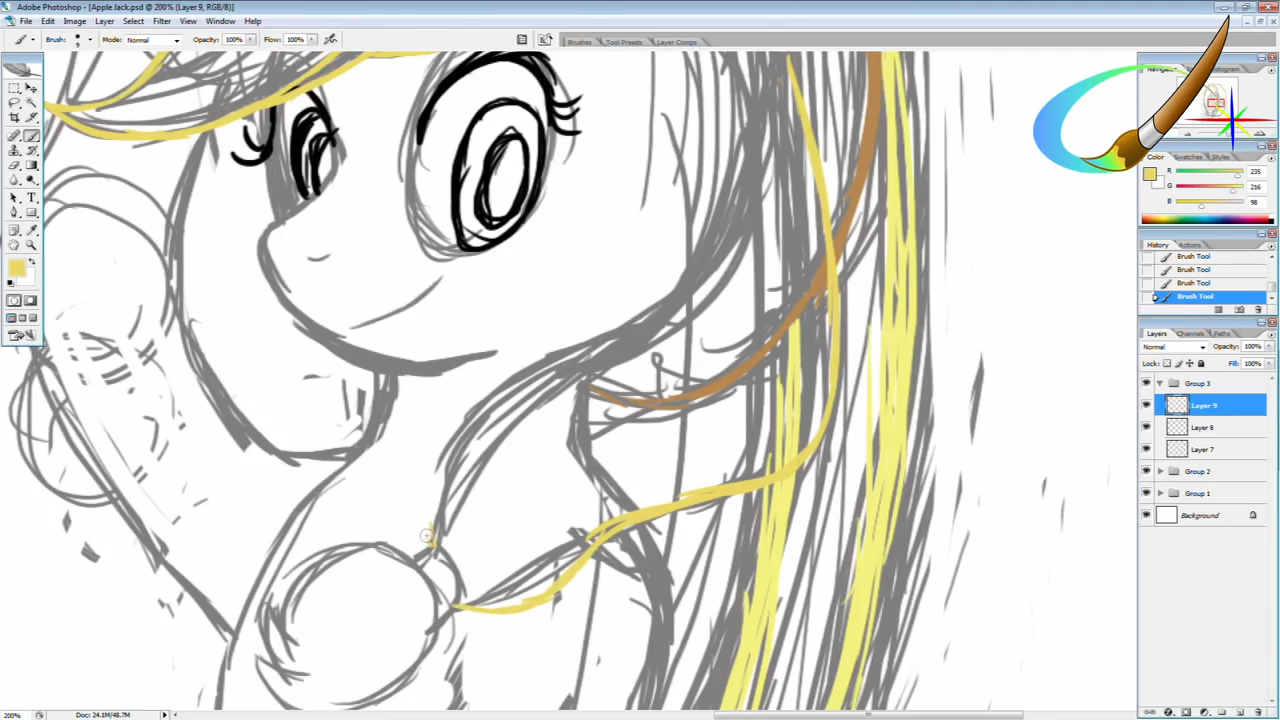 Adobe Photoshop - [Apple Jack.psd @ 200% (Layer 9, RGB/8)]
File Edit Image Layer Select Filter View Window Help
Brush: 9 Mode: Normal Opacity: 100% Flow: 100% Brushes Tool Presets Layer Comps
Color Swatches Styles
R 235
G 216
B 98
History Actions
Brush Tool
Brush Tool
Brush Tool
Brush Tool
Layers Channels Paths
Normal Opacity: 100%
Lock: Fill: 100%
Group 3
Layer 9
Layer 8
Layer 7
Group 2
Group 1
Background
200% Doc: 24.1M/48.7M